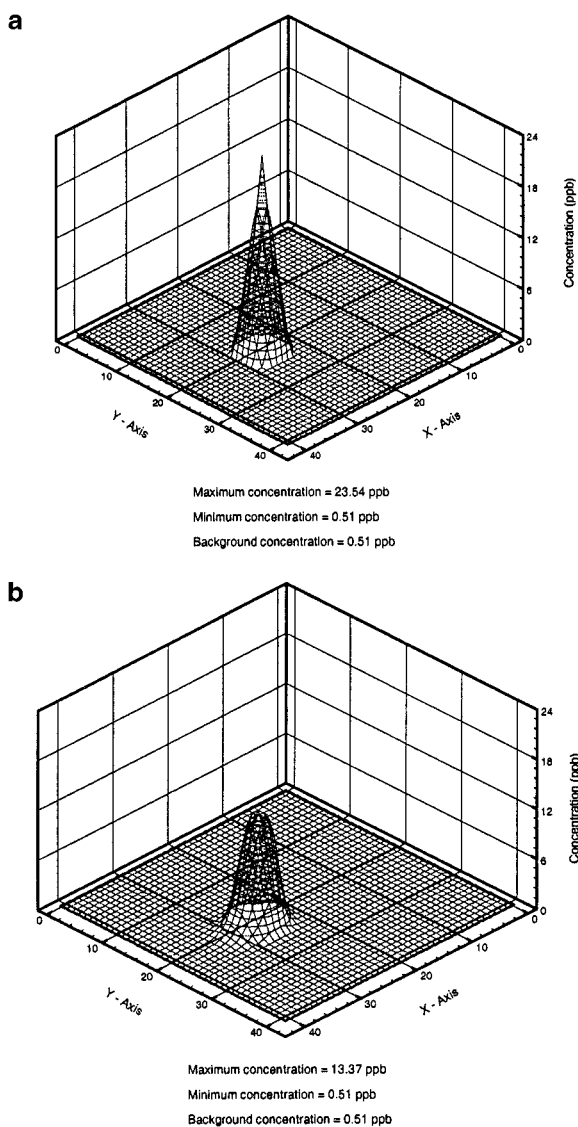 a
24
18
12
6
0
Concentration (ppb)
0
10
20
30
40
Y - Axis
40
30
20
10
0
X - Axis
Maximum concentration = 23.54 ppb
Minimum concentration = 0.51 ppb
Background concentration = 0.51 ppb
b
24
18
12
6
0
Concentration (ppb)
0
10
20
30
40
Y - Axis
40
30
20
10
0
X - Axis
Maximum concentration = 13.37 ppb
Minimum concentration = 0.51 ppb
Background concentration = 0.51 ppb